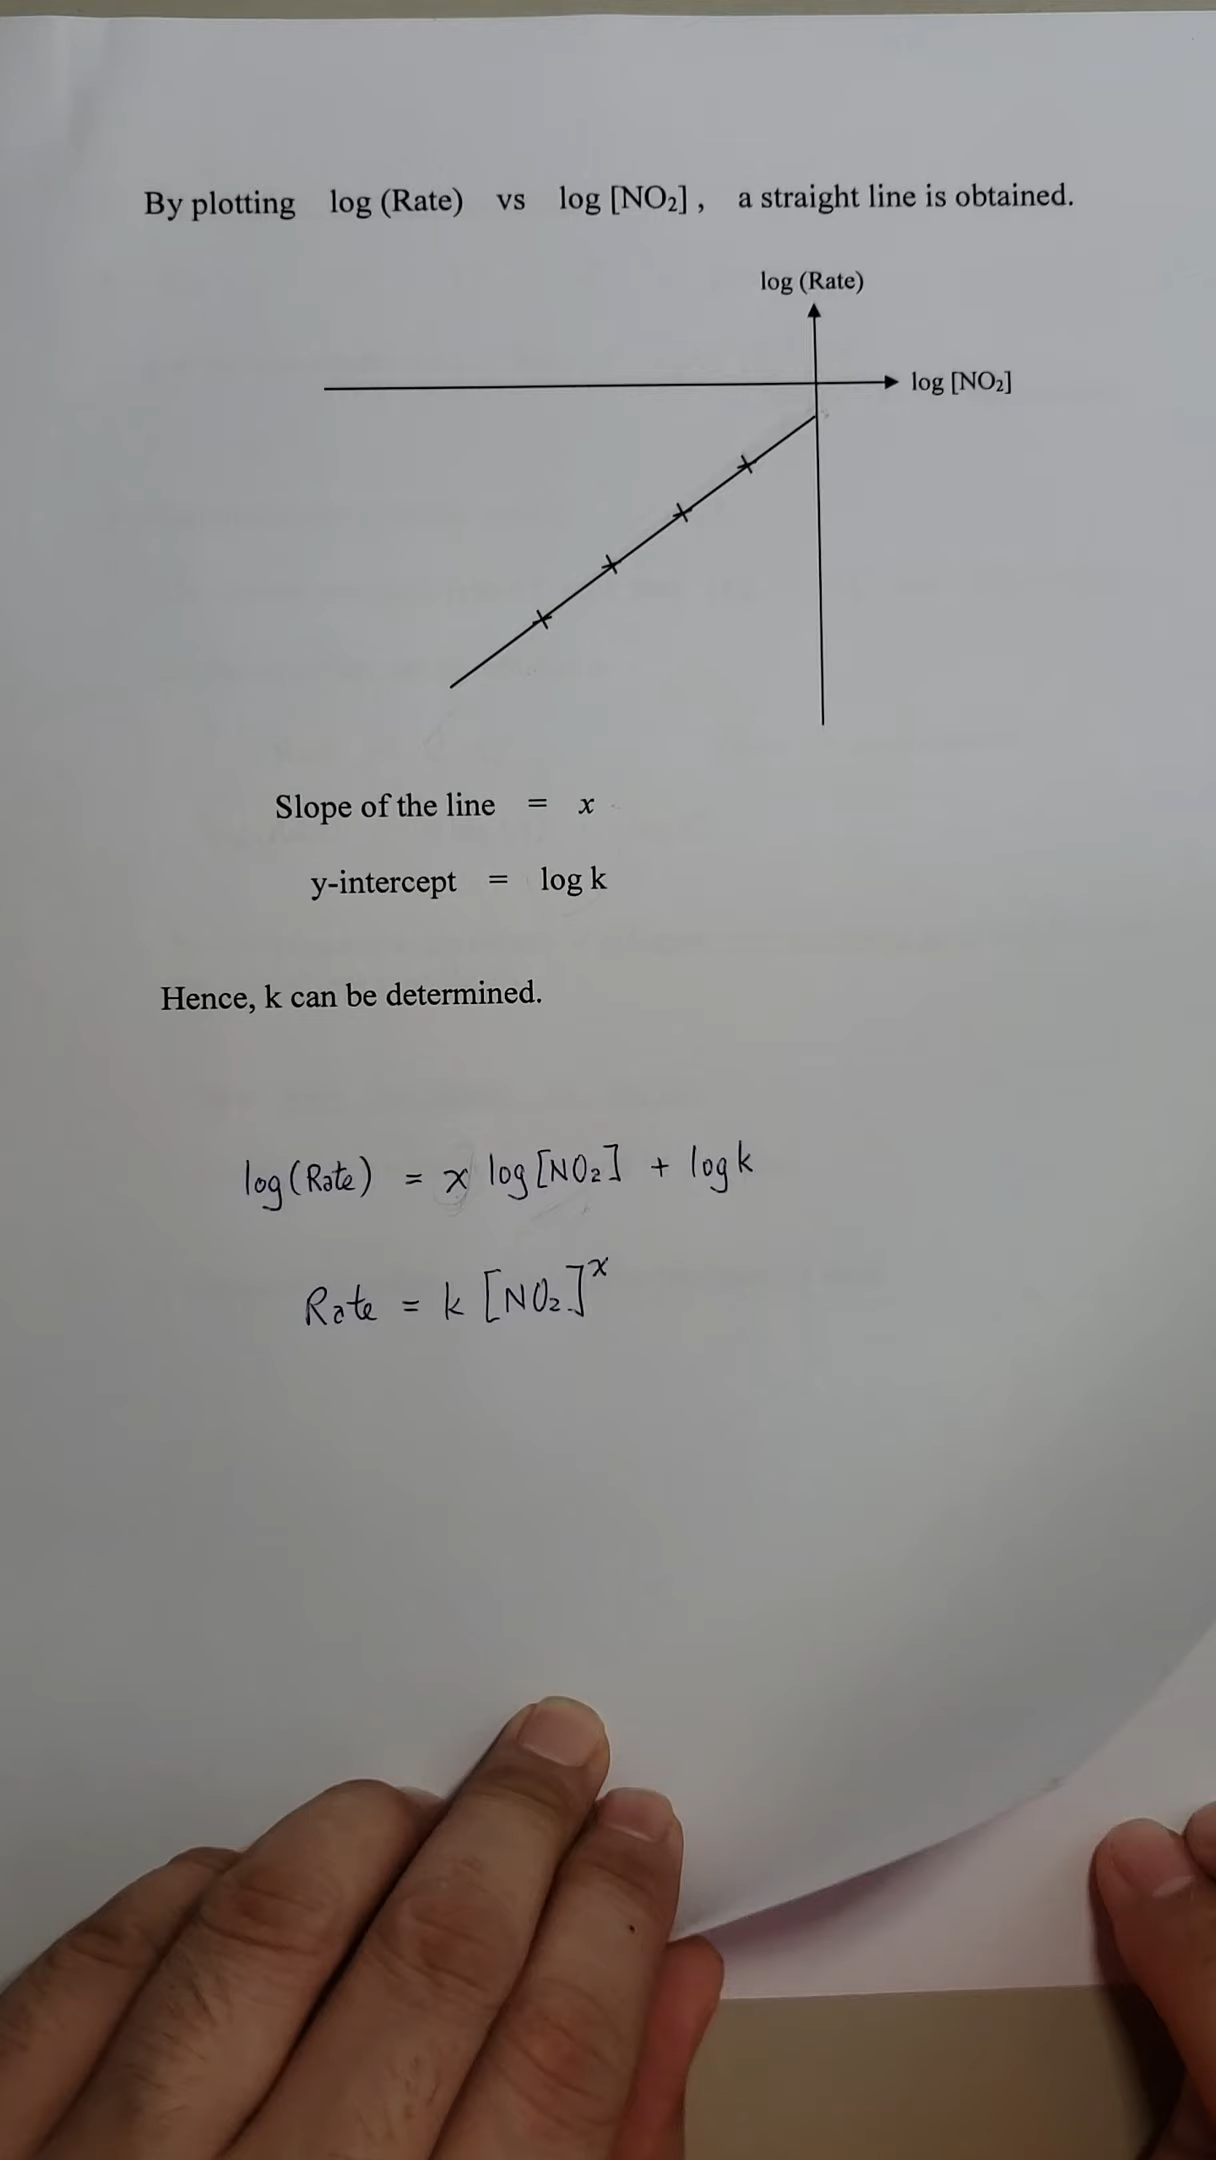 By plotting log (Rate) vs log [NO₂] , a straight line is obtained.
log (Rate)
log [NO₂]
Slope of the line = x
y-intercept = log k
Hence, k can be determined.
log (Rate) = x log [NO₂] + log k
Rate = k [NO₂]ˣ